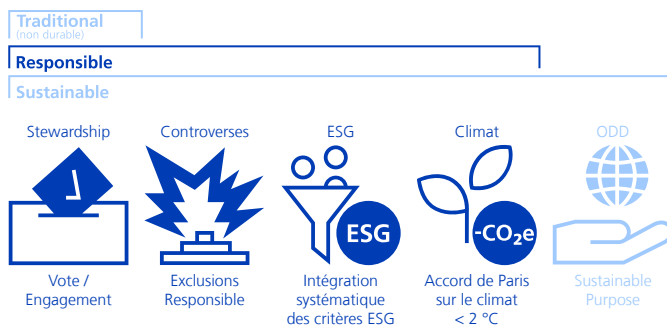 Traditional
(non durable)
Responsible
Sustainable
Stewardship
Controverses
ESG
Climat
ODD
ESG
-CO₂e
Vote /
Engagement
Exclusions
Responsible
Intégration
systématique
des critères ESG
Accord de Paris
sur le climat
< 2 °C
Sustainable
Purpose